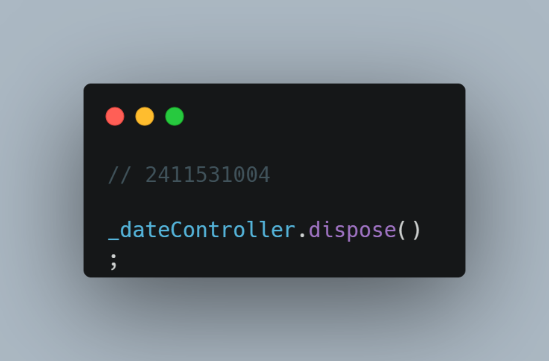 // 2411531004
_dateController.dispose()
;